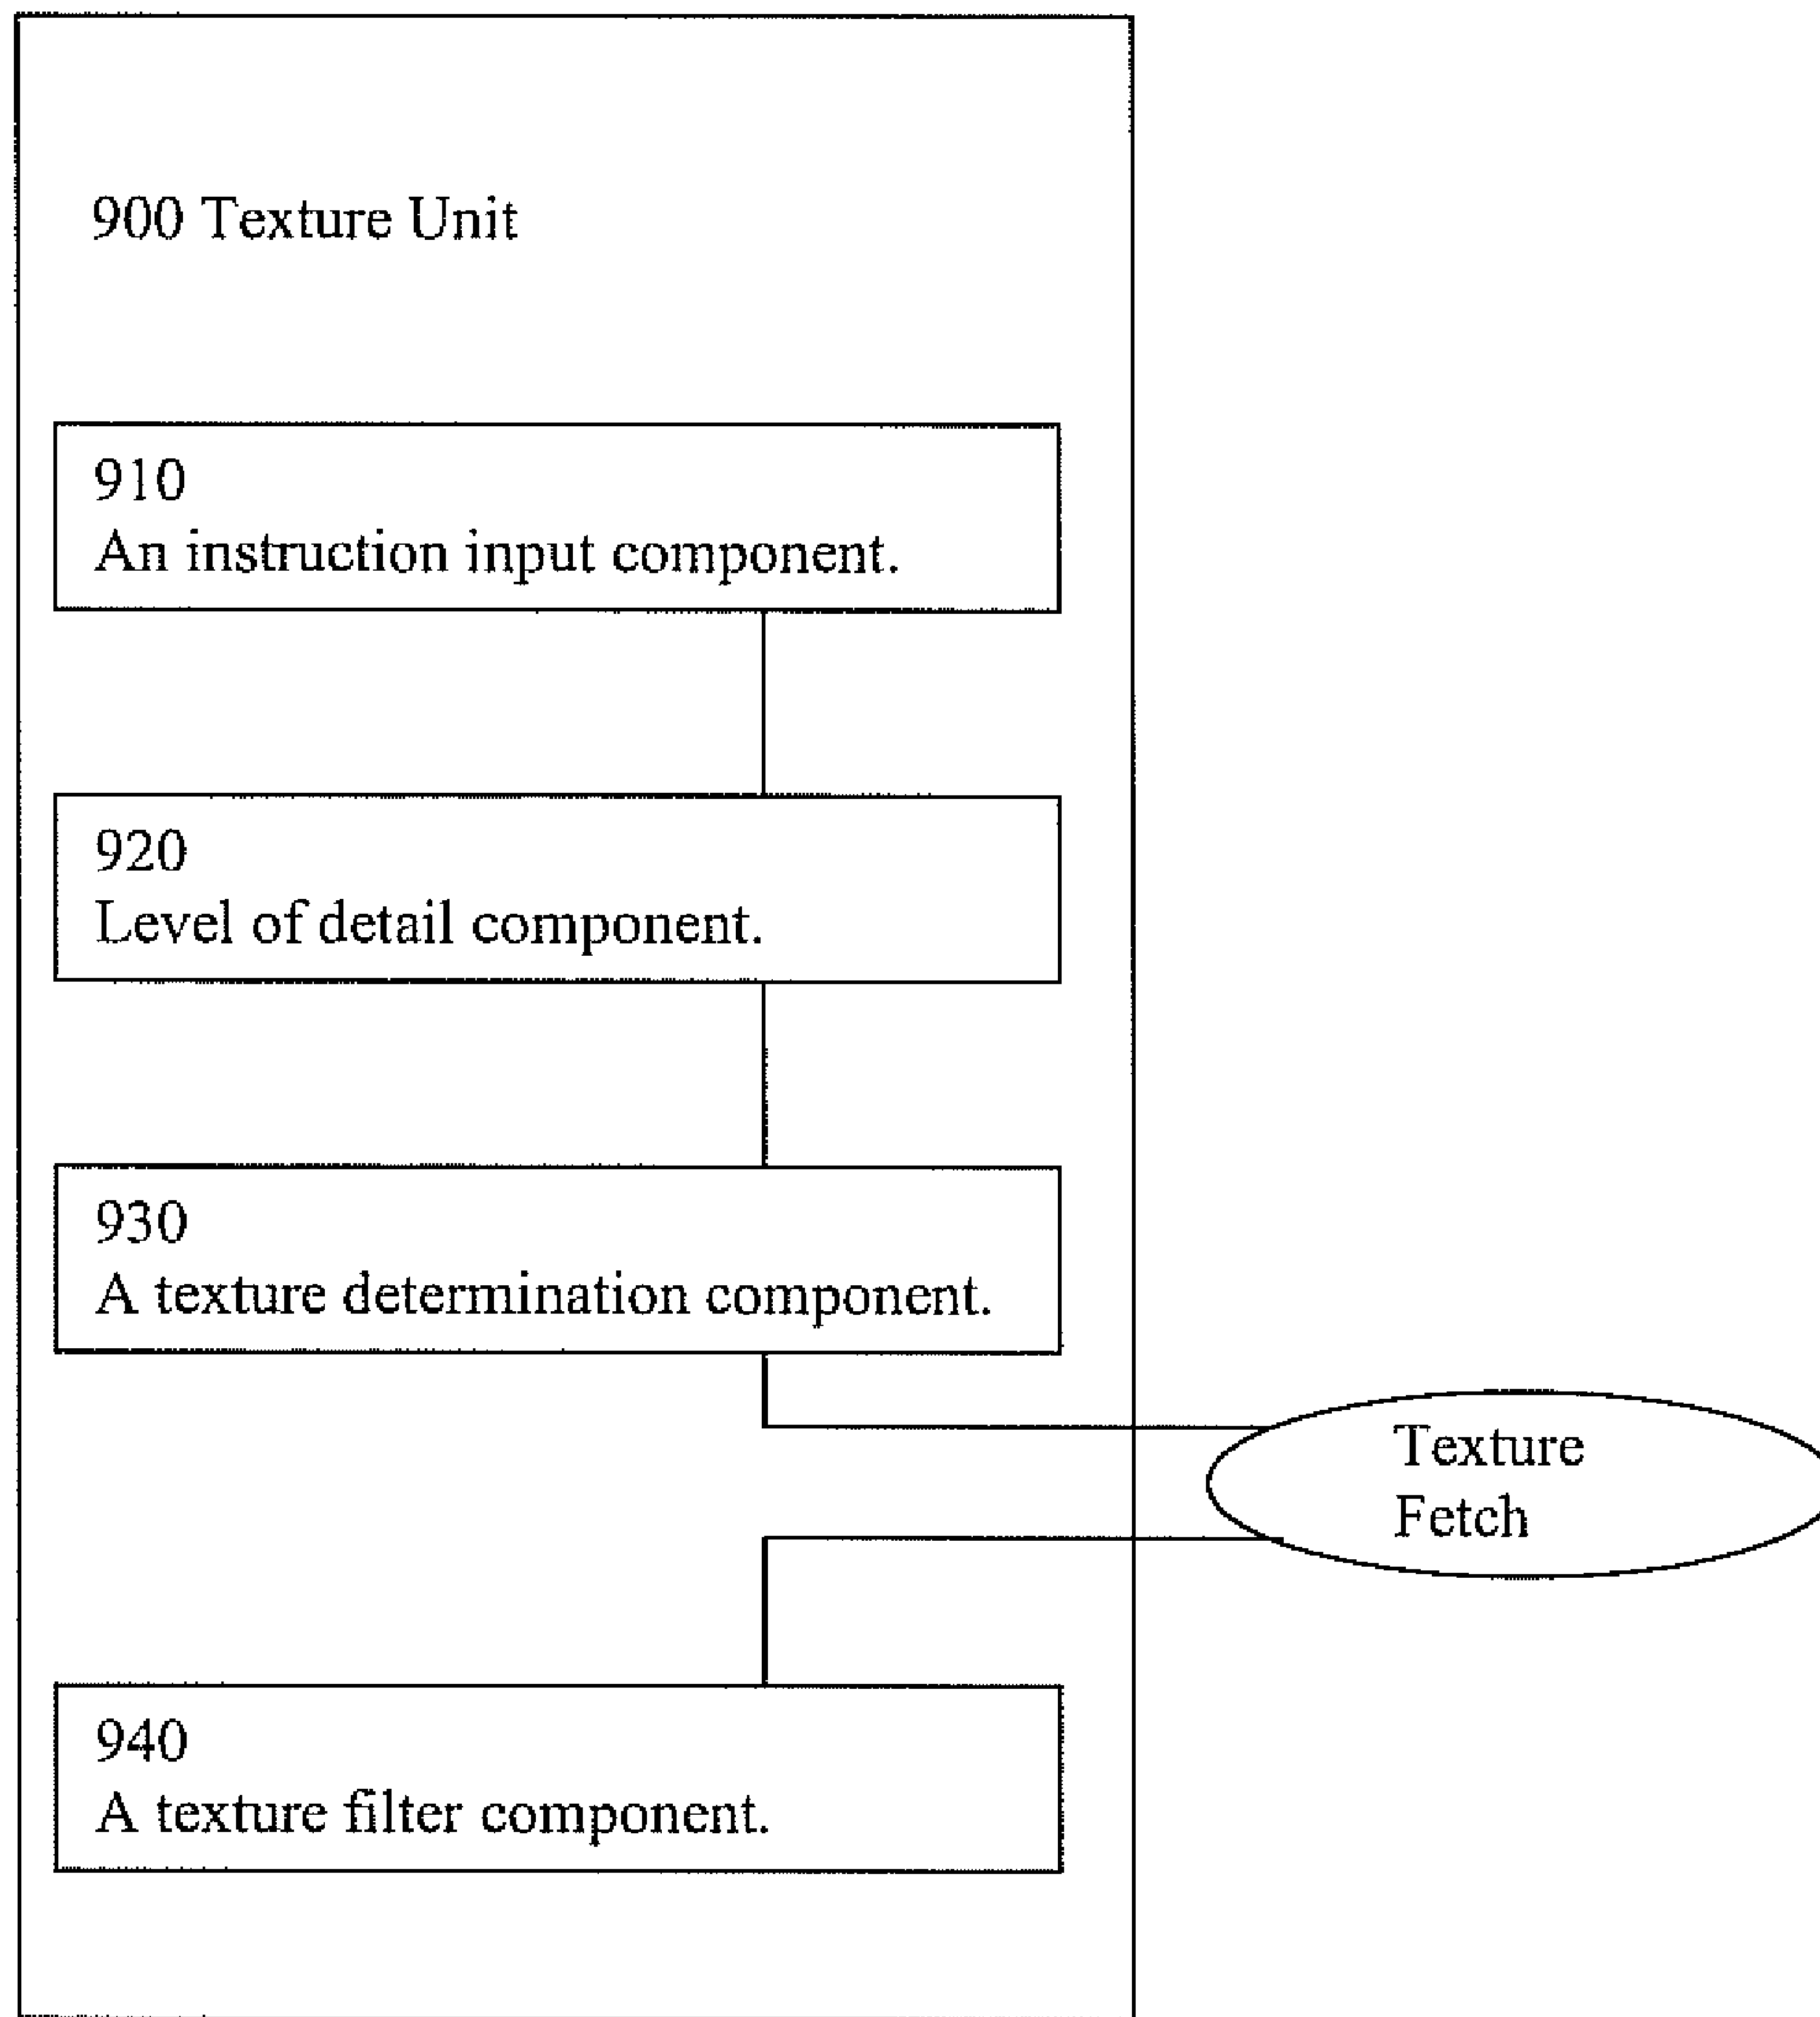 900 Texture Unit
910
An instruction input component.
920
Level of detail component.
930
A texture determination component.
Texture
Fetch
940
A texture filter component.